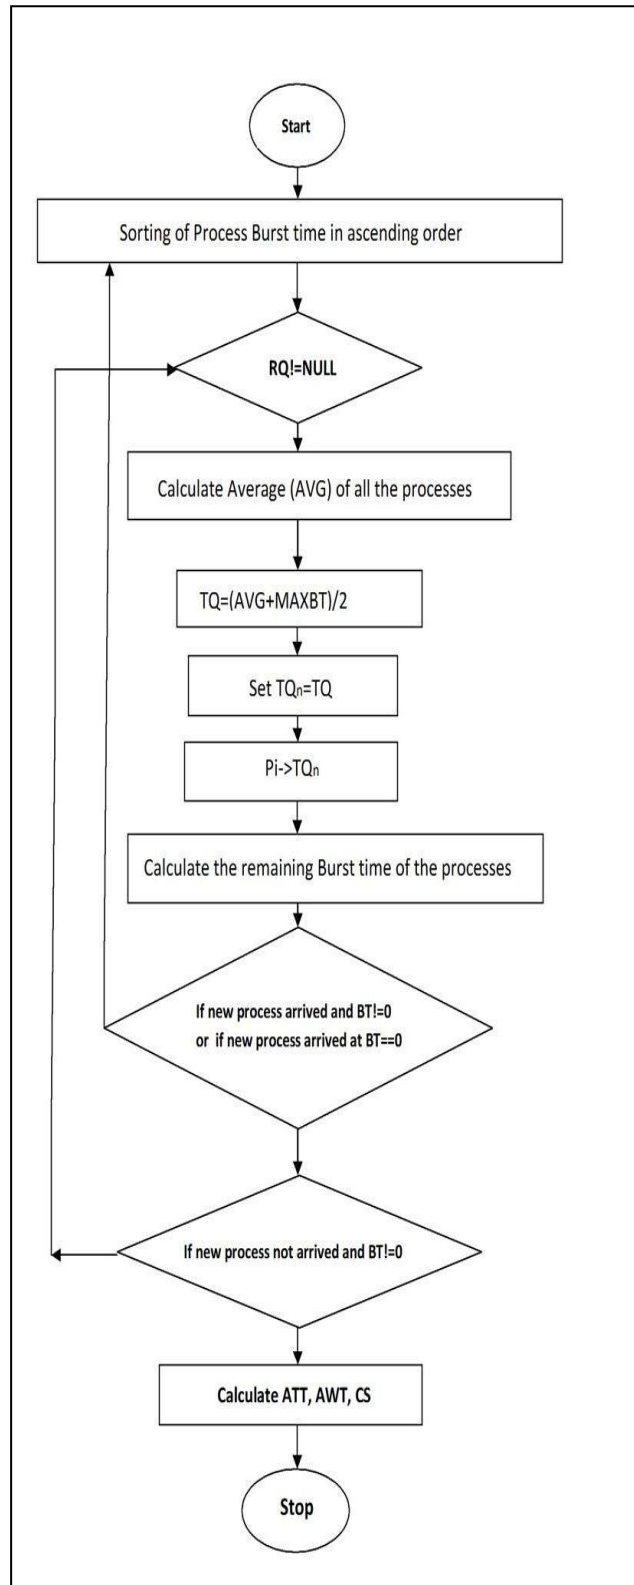 Start
Sorting of Process Burst time in ascending order
RQ!=NULL
Calculate Average (AVG) of all the processes
TQ=(AVG+MAXBT)/2
Set TQn=TQ
Pi->TQn
Calculate the remaining Burst time of the processes
If new process arrived and BT!=0
or if new process arrived at BT==0
If new process not arrived and BT!=0
Calculate ATT, AWT, CS
Stop